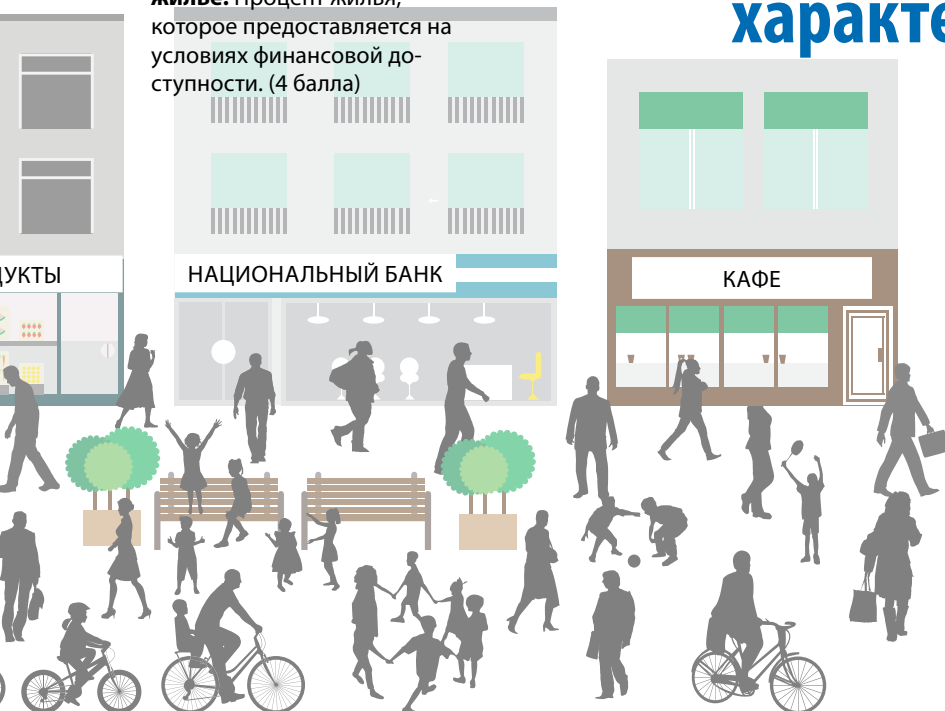 жилье. Процент жилья,
которое предоставляется на
условиях финансовой до-
ступности. (4 балла)
характе
ДУКТЫ
НАЦИОНАЛЬНЫЙ БАНК
КАФЕ